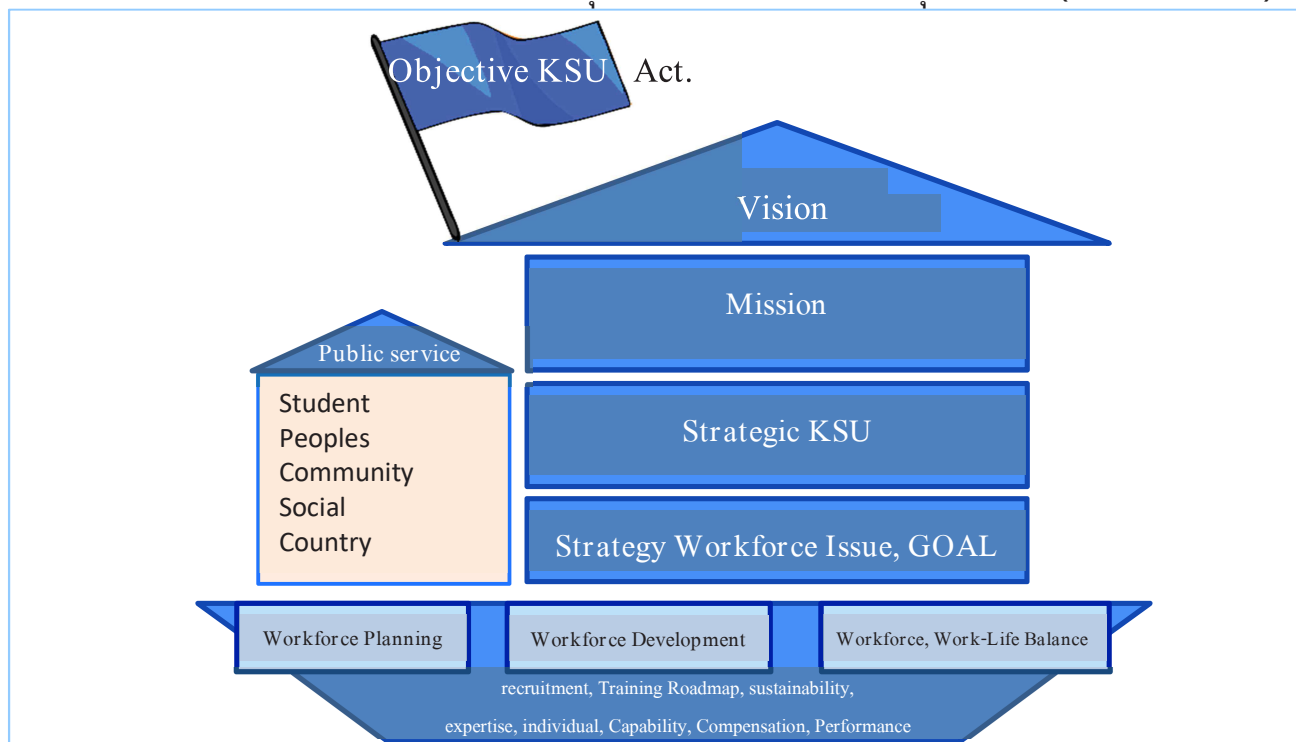 Objective KSU Act.
Vision
Mission
Public service
Student
Peoples
Community
Social
Country
Strategic KSU
Strategy Workforce Issue, GOAL
Workforce Planning
Workforce Development
Workforce, Work-Life Balance
recruitment, Training Roadmap, sustainability,
expertise, individual, Capability, Compensation, Performance